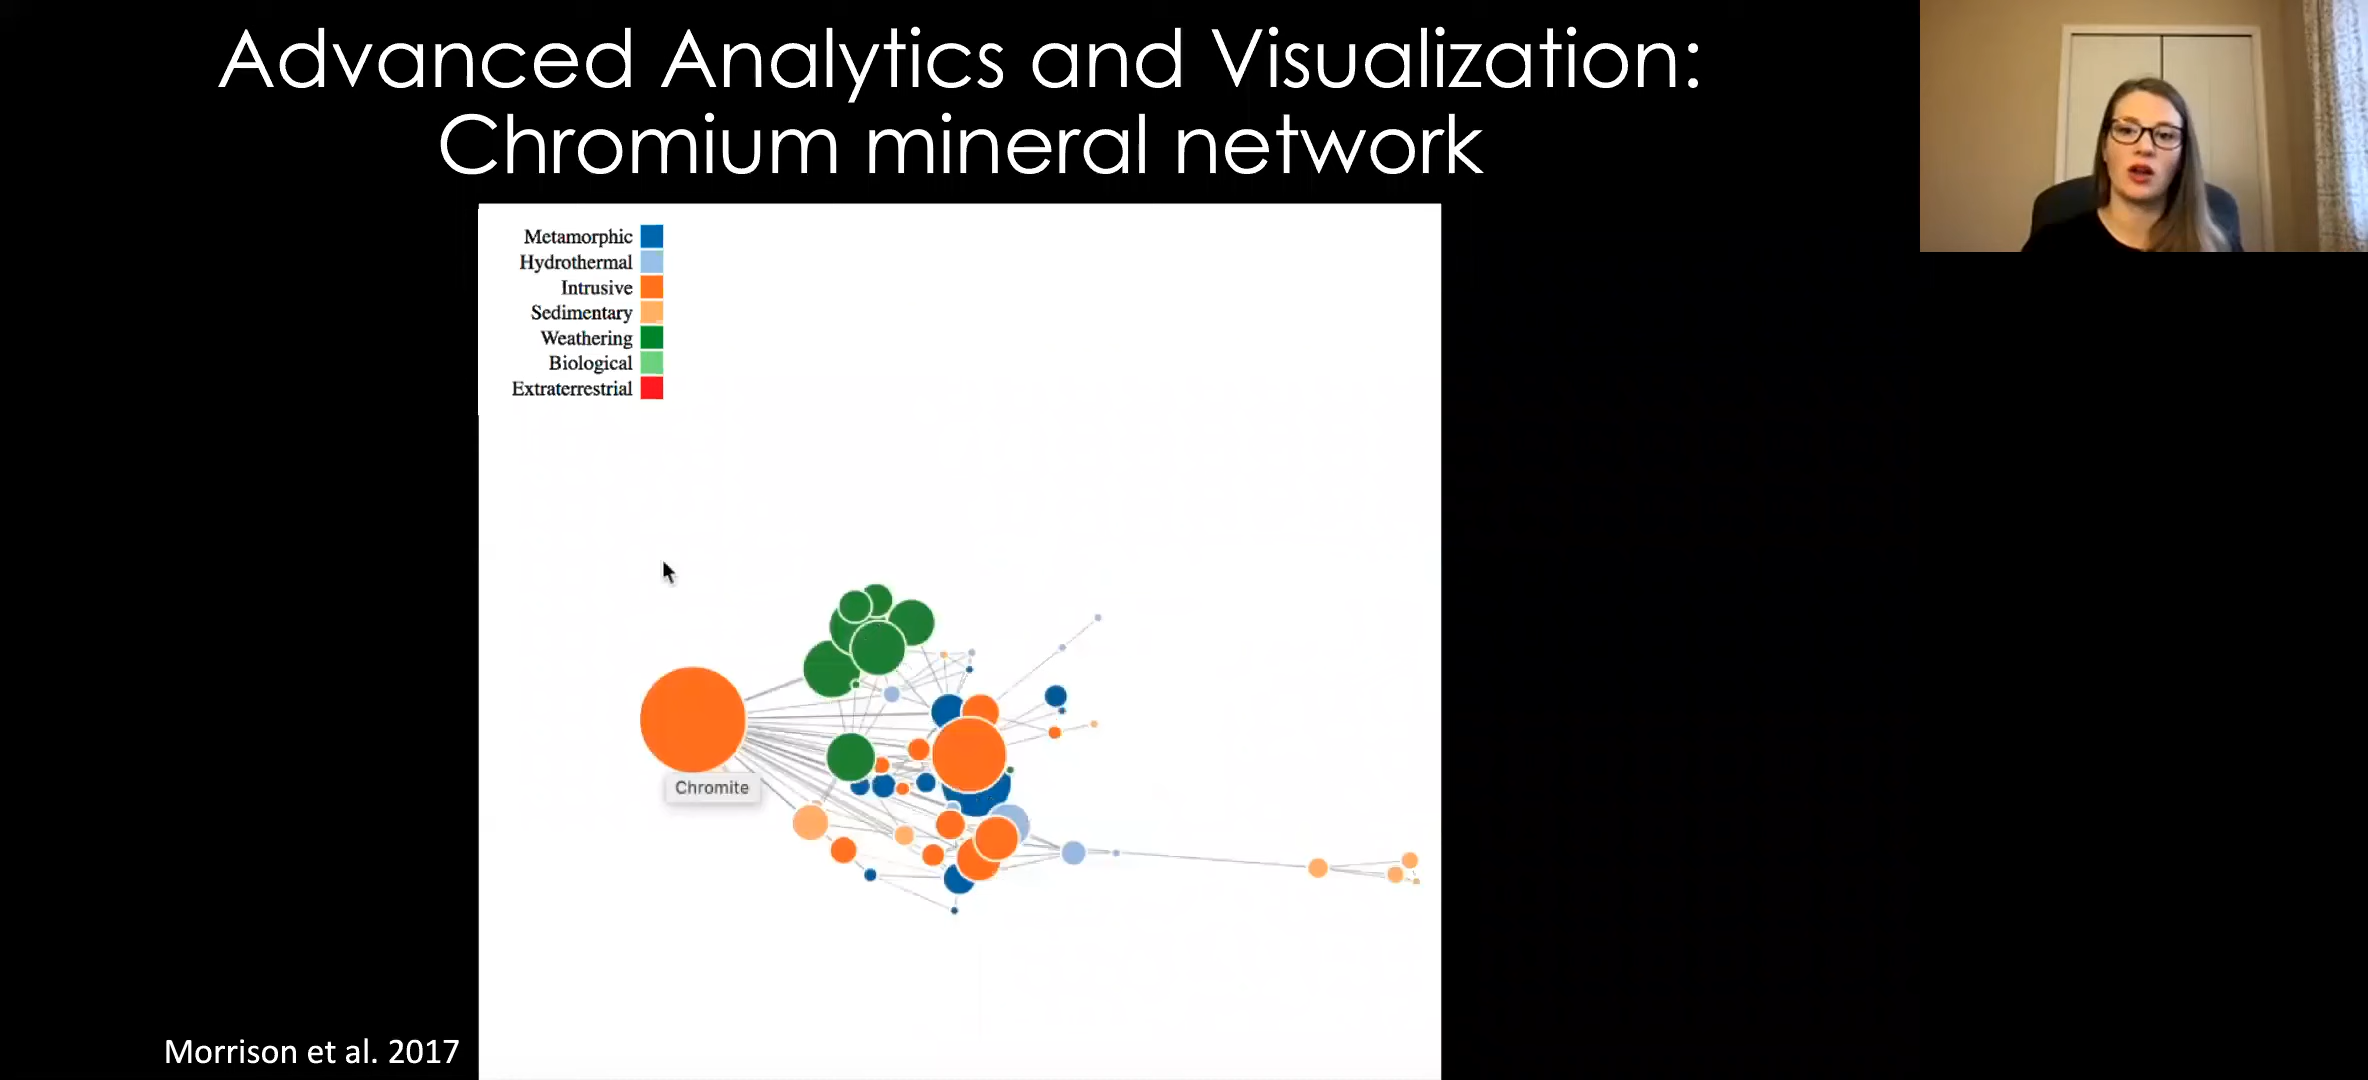 Advanced Analytics and Visualization:
Chromium mineral network
Metamorphic
Hydrothermal
Intrusive
Sedimentary
Weathering
Biological
Extraterrestrial
Chromite
Morrison et al. 2017